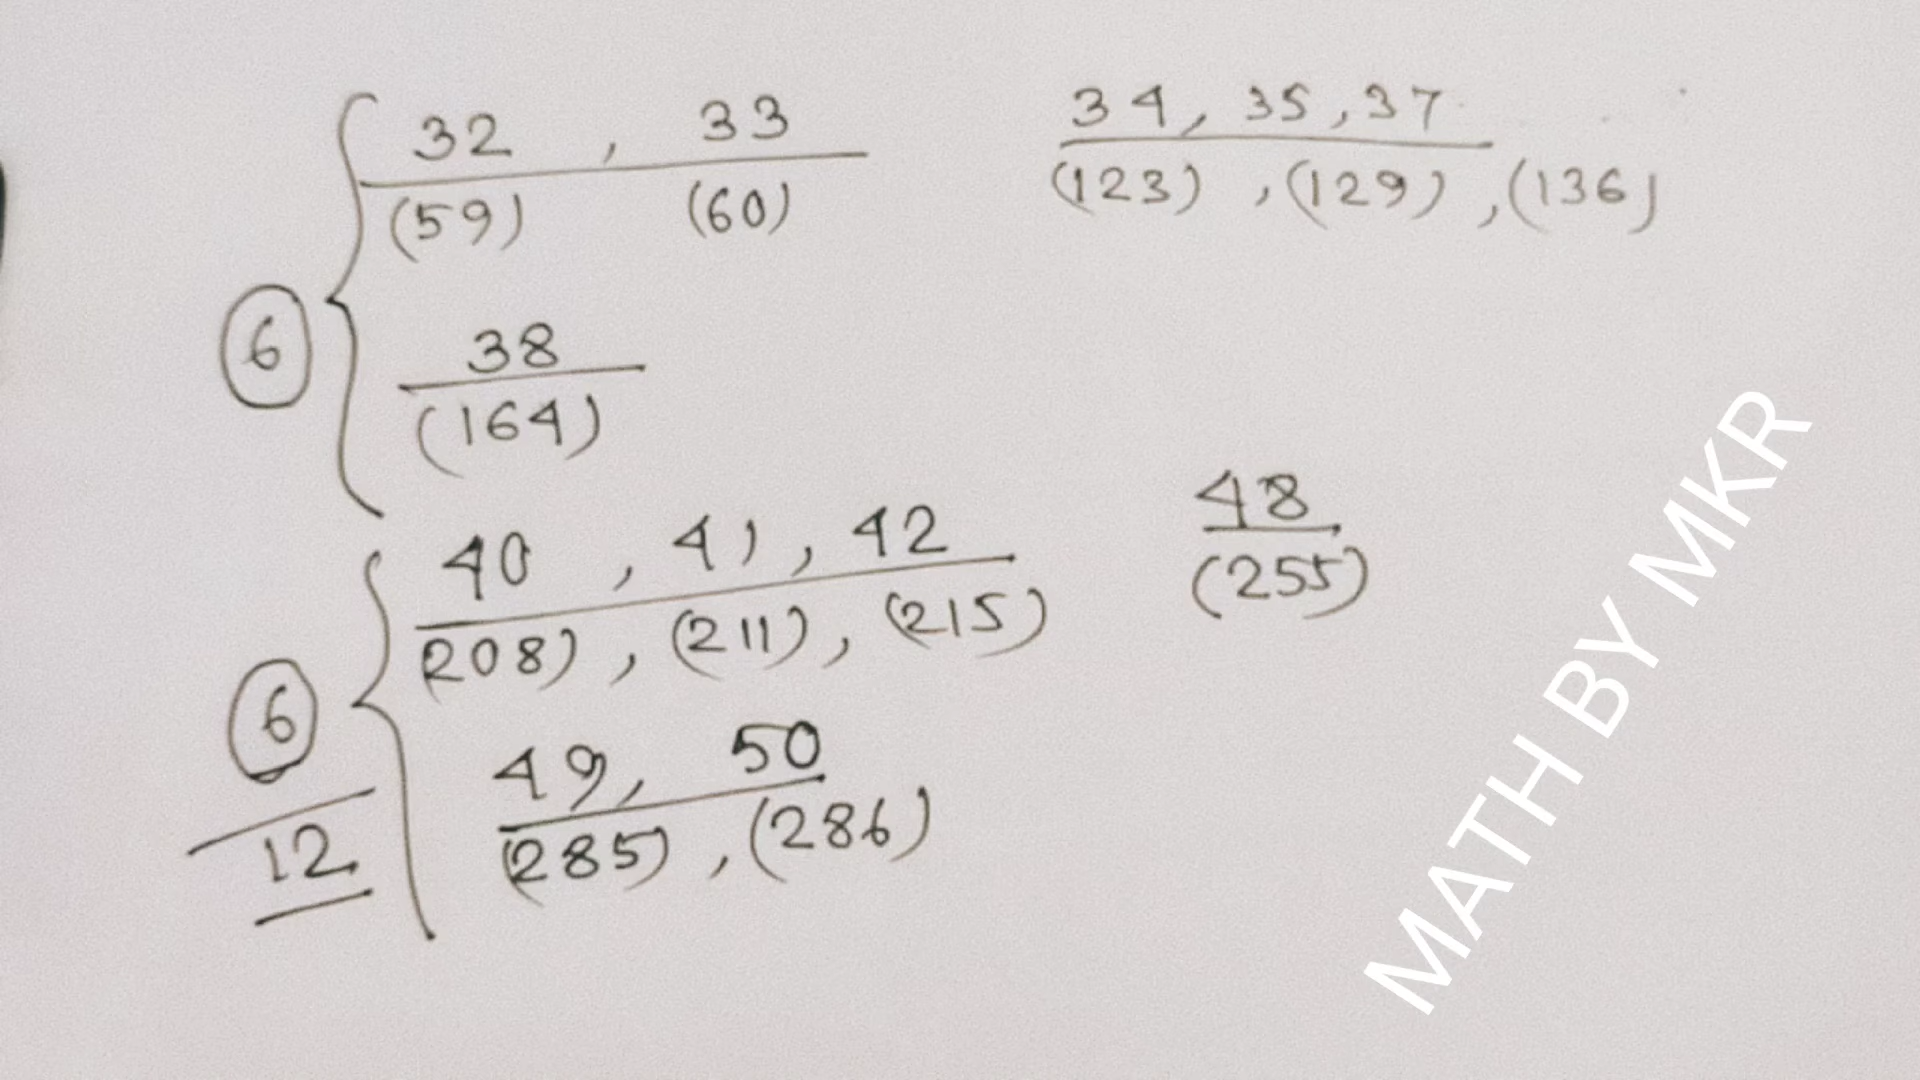 32 , 33
(59) (60)
34, 35, 37
(123) , (129) , (136)
6
38
(164)
40 , 41 , 42
(208) , (211) , (215)
48
(255)
6
49, 50
(285) , (286)
12
MATH BY MKR